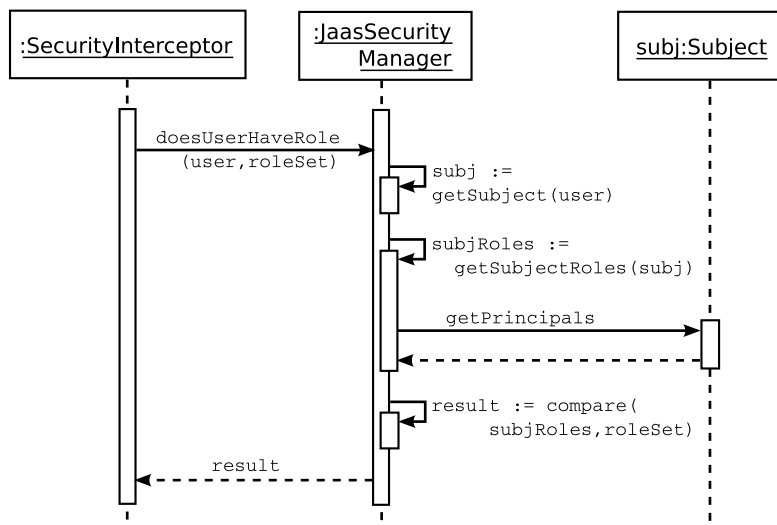 :SecurityInterceptor
:JaasSecurity
Manager
subj:Subject
doesUserHaveRole
(user,roleSet)
subj :=
getSubject(user)
subjRoles :=
getSubjectRoles(subj)
getPrincipals
result := compare(
subjRoles,roleSet)
result